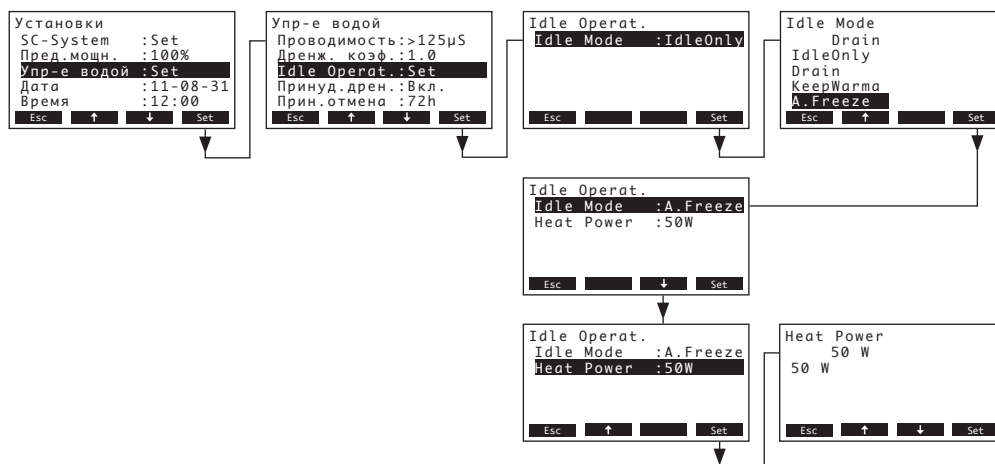 Установки
SC-System :Set
Пред.мощн. :100%
Упр-е водой :Set
Дата :11-08-31
Время :12:00
Esc ↑ ↓ Set
Упр-е водой
Проводимость:>125µS
Дренж. коэф.:1.0
Idle Operat.:Set
Принуд.дрен.:Вкл.
Прин.отмена :72h
Esc ↑ ↓ Set
Idle Operat.
Idle Mode :IdleOnly
Esc Set
Idle Mode
Drain
IdleOnly
Drain
KeepWarma
A.Freeze
Esc ↑ Set
Idle Operat.
Idle Mode :A.Freeze
Heat Power :50W
Esc ↓ Set
Idle Operat.
Idle Mode :A.Freeze
Heat Power :50W
Esc ↑ Set
Heat Power
50 W
50 W
Esc ↑ ↓ Set